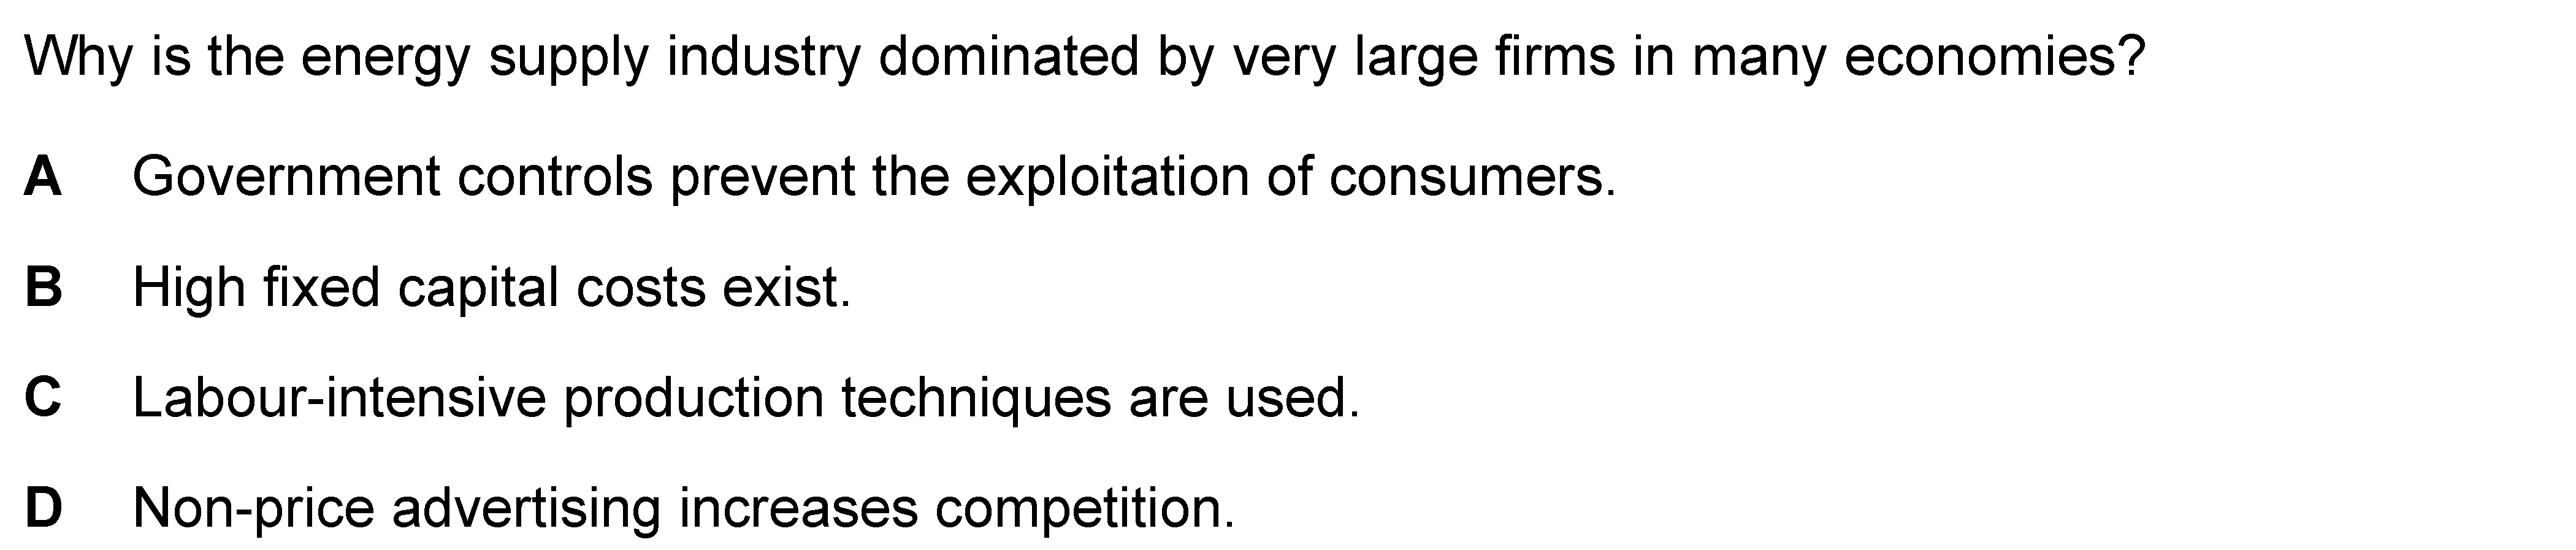 Why is the energy supply industry dominated by very large firms in many economies?
A Government controls prevent the exploitation of consumers.
B High fixed capital costs exist.
C Labour-intensive production techniques are used.
D Non-price advertising increases competition.